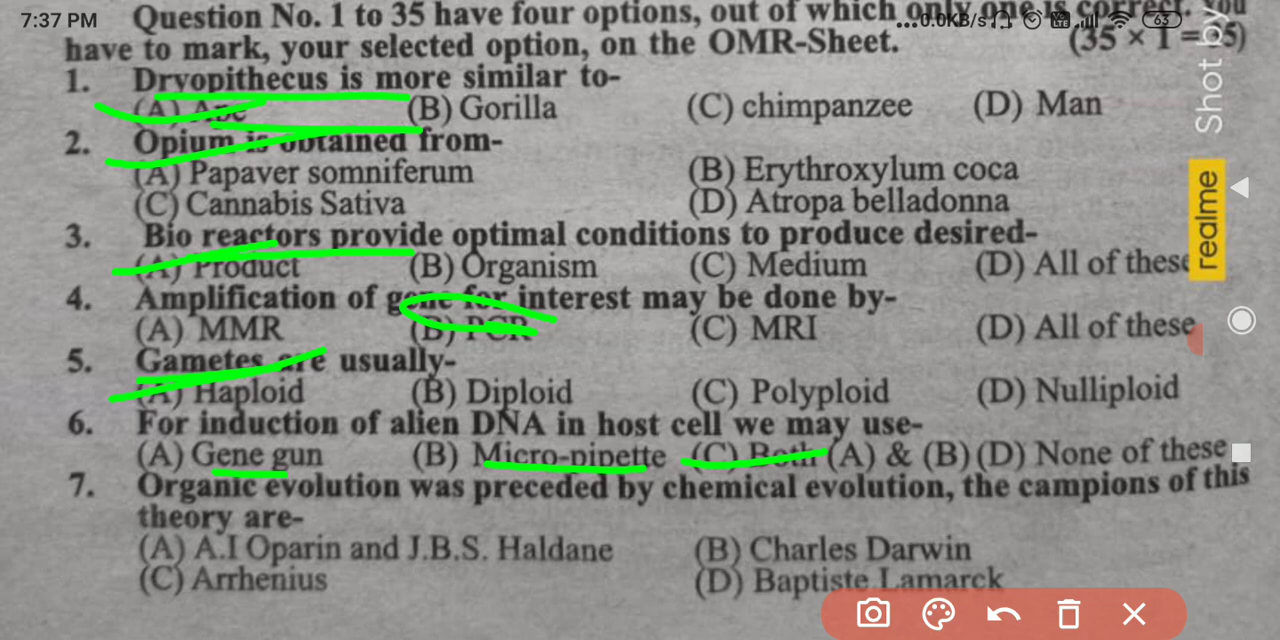 7:37 PM
...0.0KB/s
63
Question No. 1 to 35 have four options, out of which only one is correct. You
have to mark, your selected option, on the OMR-Sheet.
(35 × 1 = 35)
1. Dryopithecus is more similar to-
(A) Ape (B) Gorilla (C) chimpanzee (D) Man
2. Opium is obtained from-
(A) Papaver somniferum (B) Erythroxylum coca
(C) Cannabis Sativa (D) Atropa belladonna
3. Bio reactors provide optimal conditions to produce desired-
(A) Product (B) Organism (C) Medium (D) All of these
4. Amplification of gene for interest may be done by-
(A) MMR (B) PCR (C) MRI (D) All of these
5. Gametes are usually-
(A) Haploid (B) Diploid (C) Polyploid (D) Nulliploid
6. For induction of alien DNA in host cell we may use-
(A) Gene gun (B) Micro-pipette (C) Both (A) & (B) (D) None of these
7. Organic evolution was preceded by chemical evolution, the campions of this
theory are-
(A) A.I Oparin and J.B.S. Haldane (B) Charles Darwin
(C) Arrhenius (D) Baptiste Lamarck
realme
Shot by